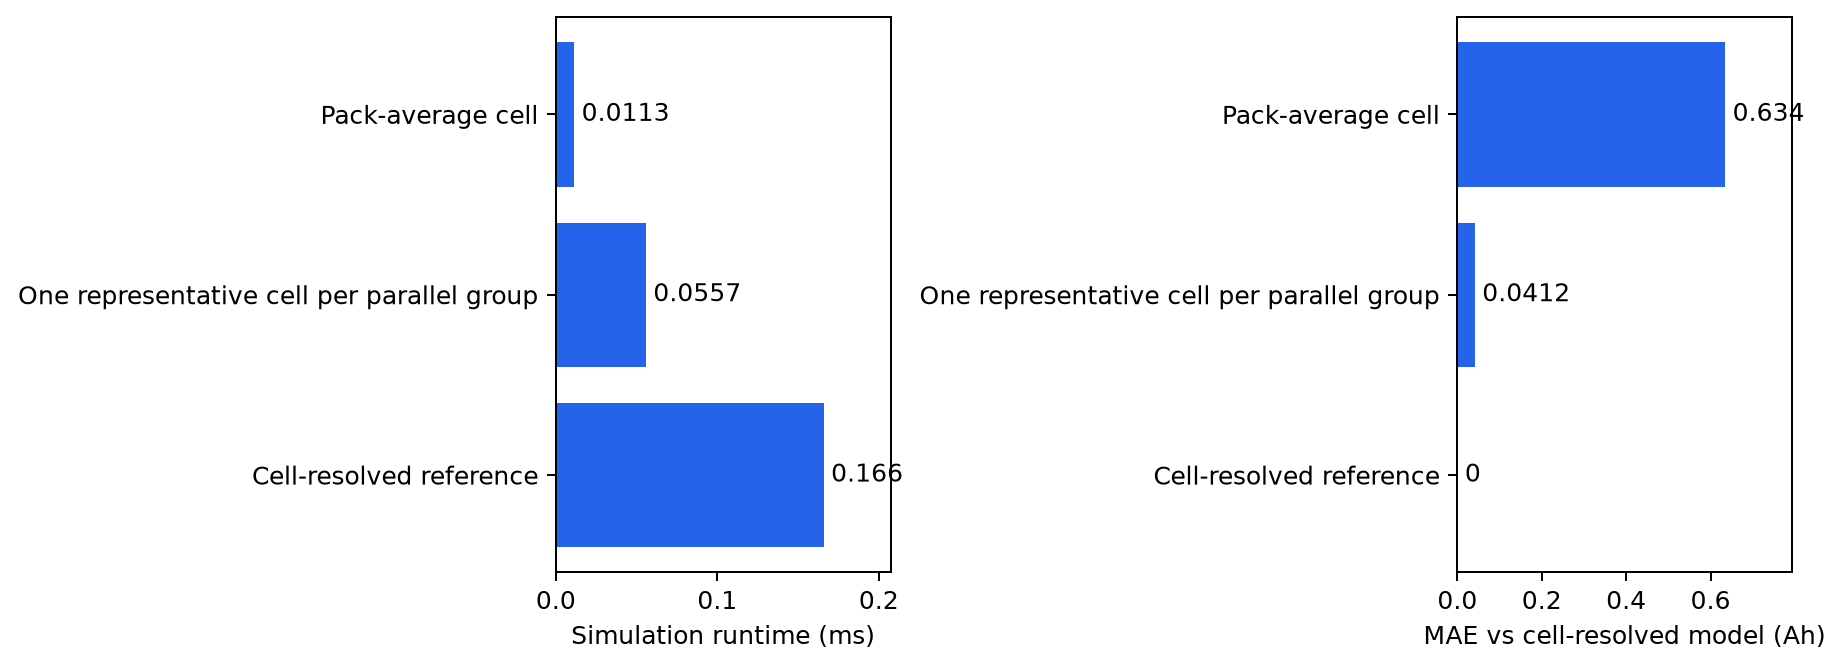 Pack-average cell
0.0113
One representative cell per parallel group
0.0557
Cell-resolved reference
0.166
0.0 0.1 0.2
Simulation runtime (ms)
Pack-average cell
0.634
One representative cell per parallel group
0.0412
Cell-resolved reference
0
0.0 0.2 0.4 0.6
MAE vs cell-resolved model (Ah)